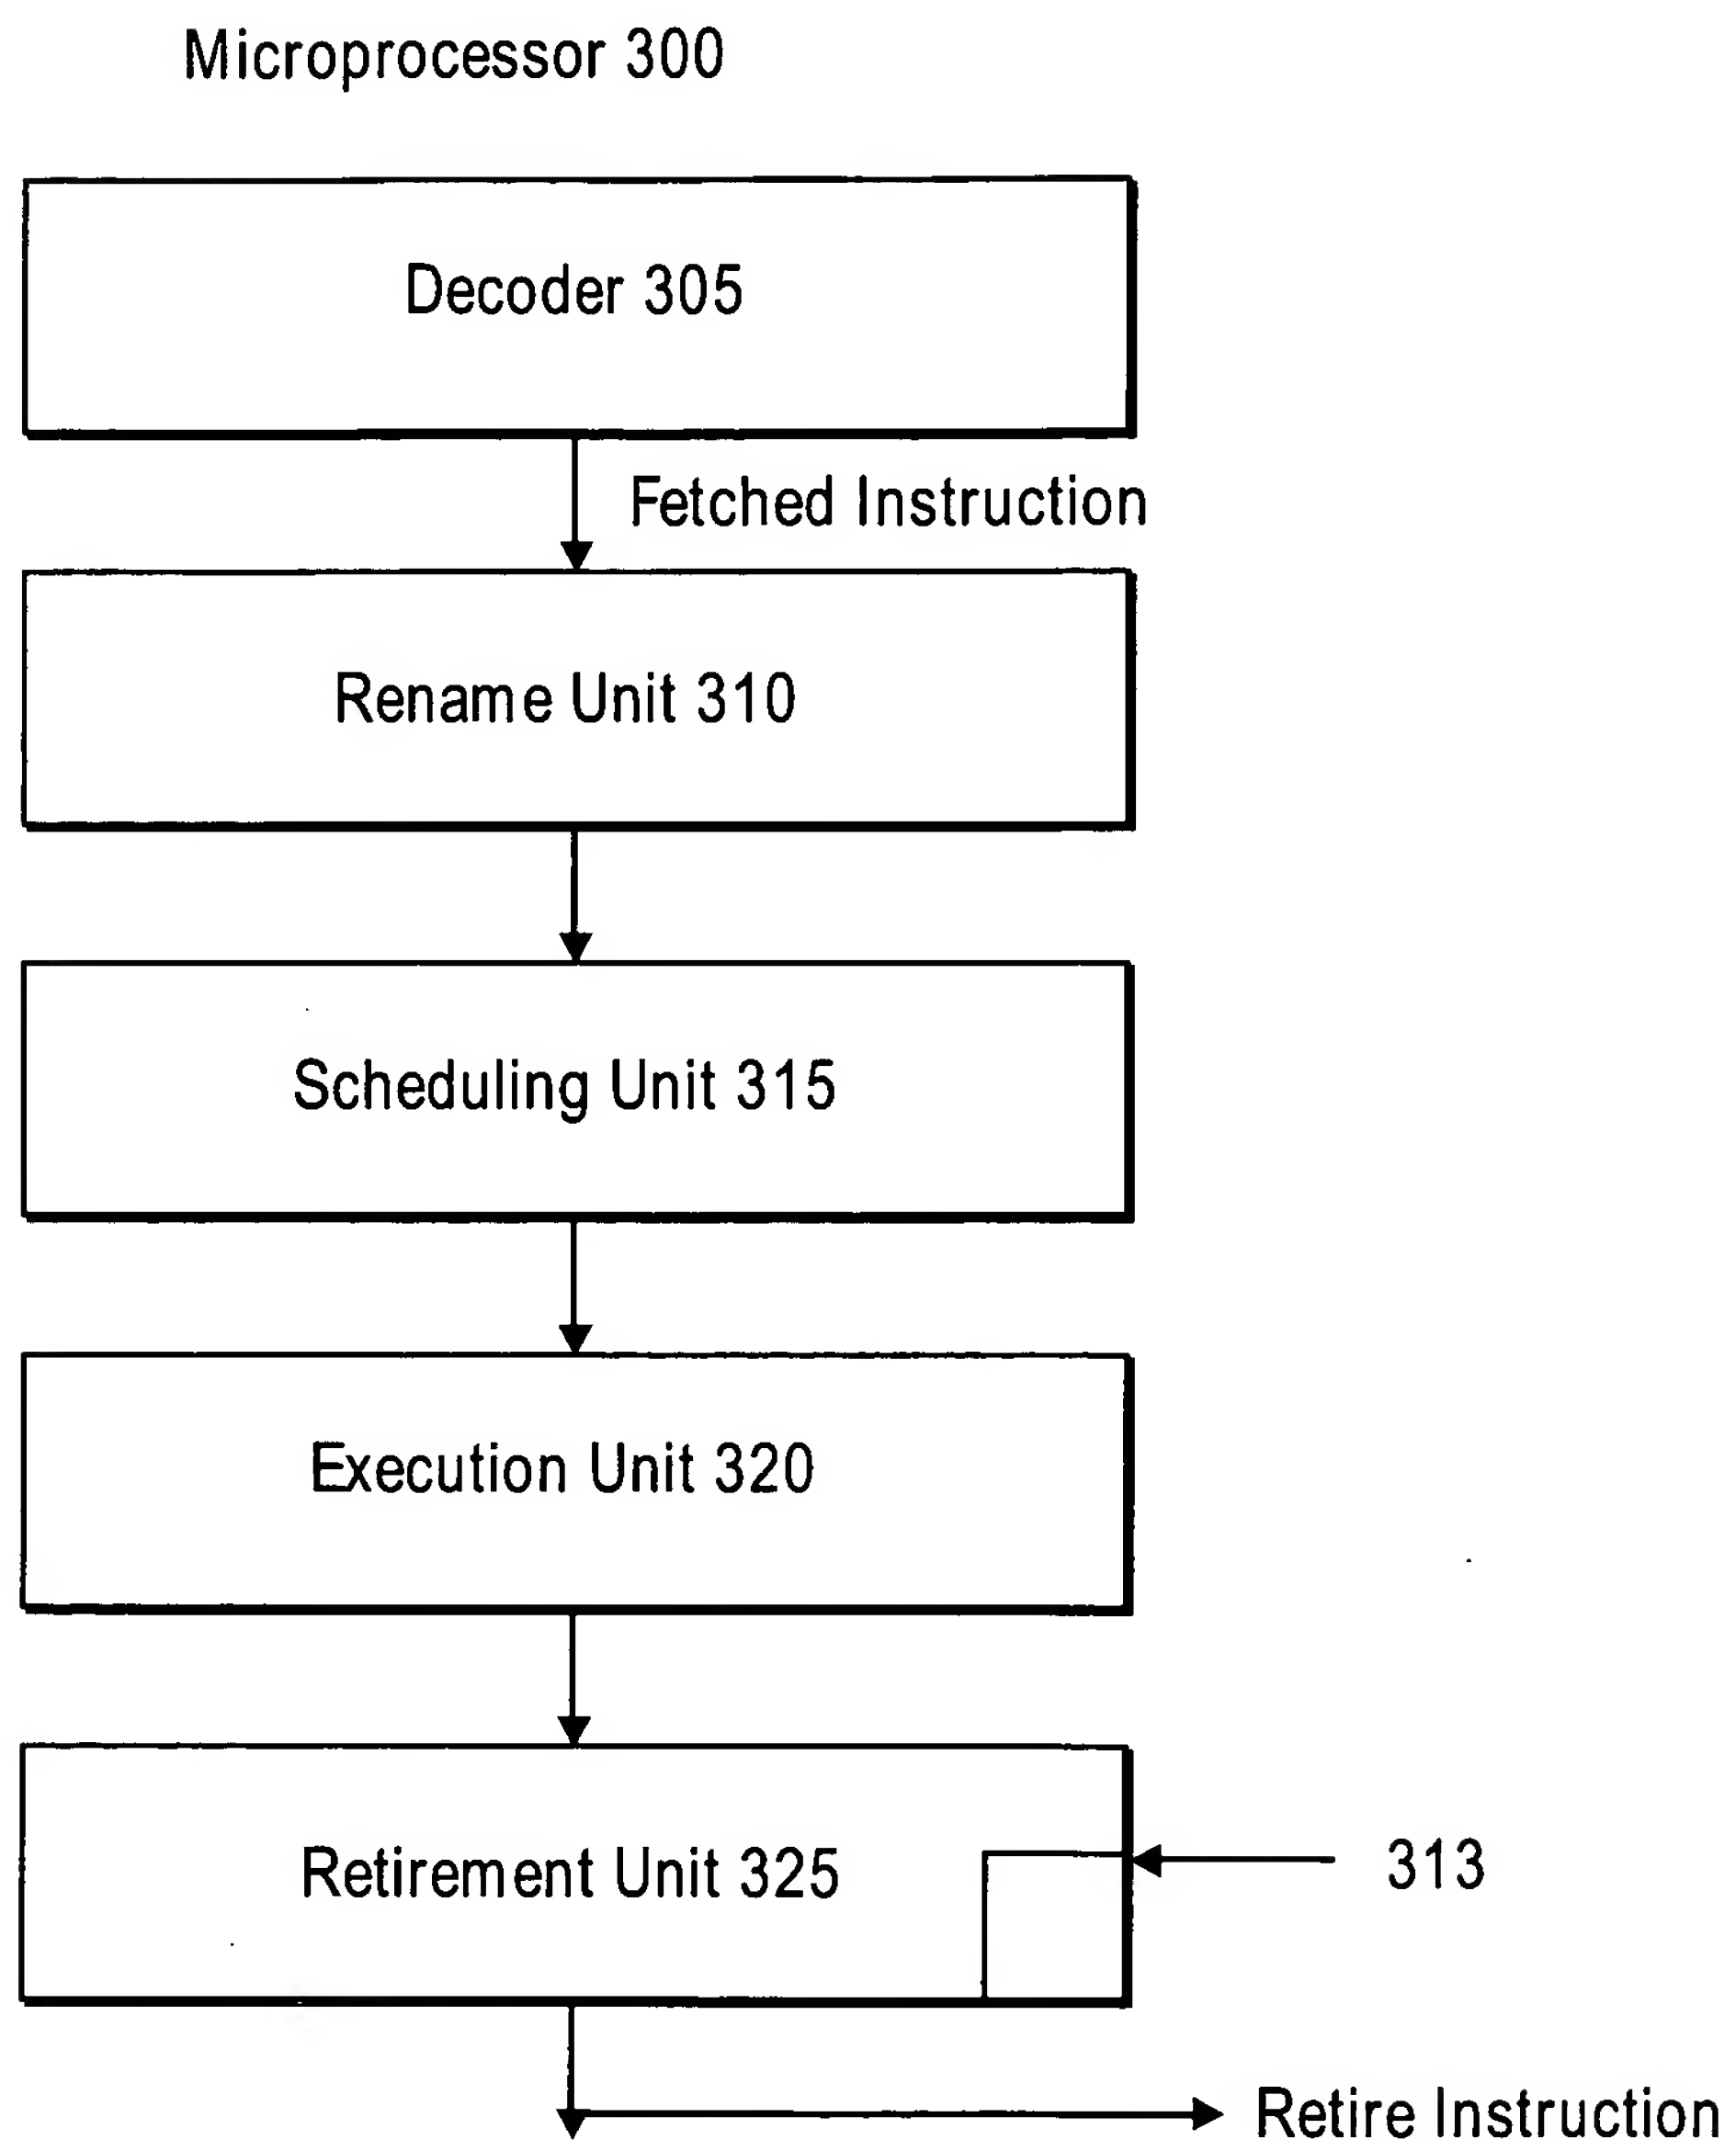 Microprocessor 300
Decoder 305
Fetched Instruction
Rename Unit 310
Scheduling Unit 315
Execution Unit 320
Retirement Unit 325
313
Retire Instruction